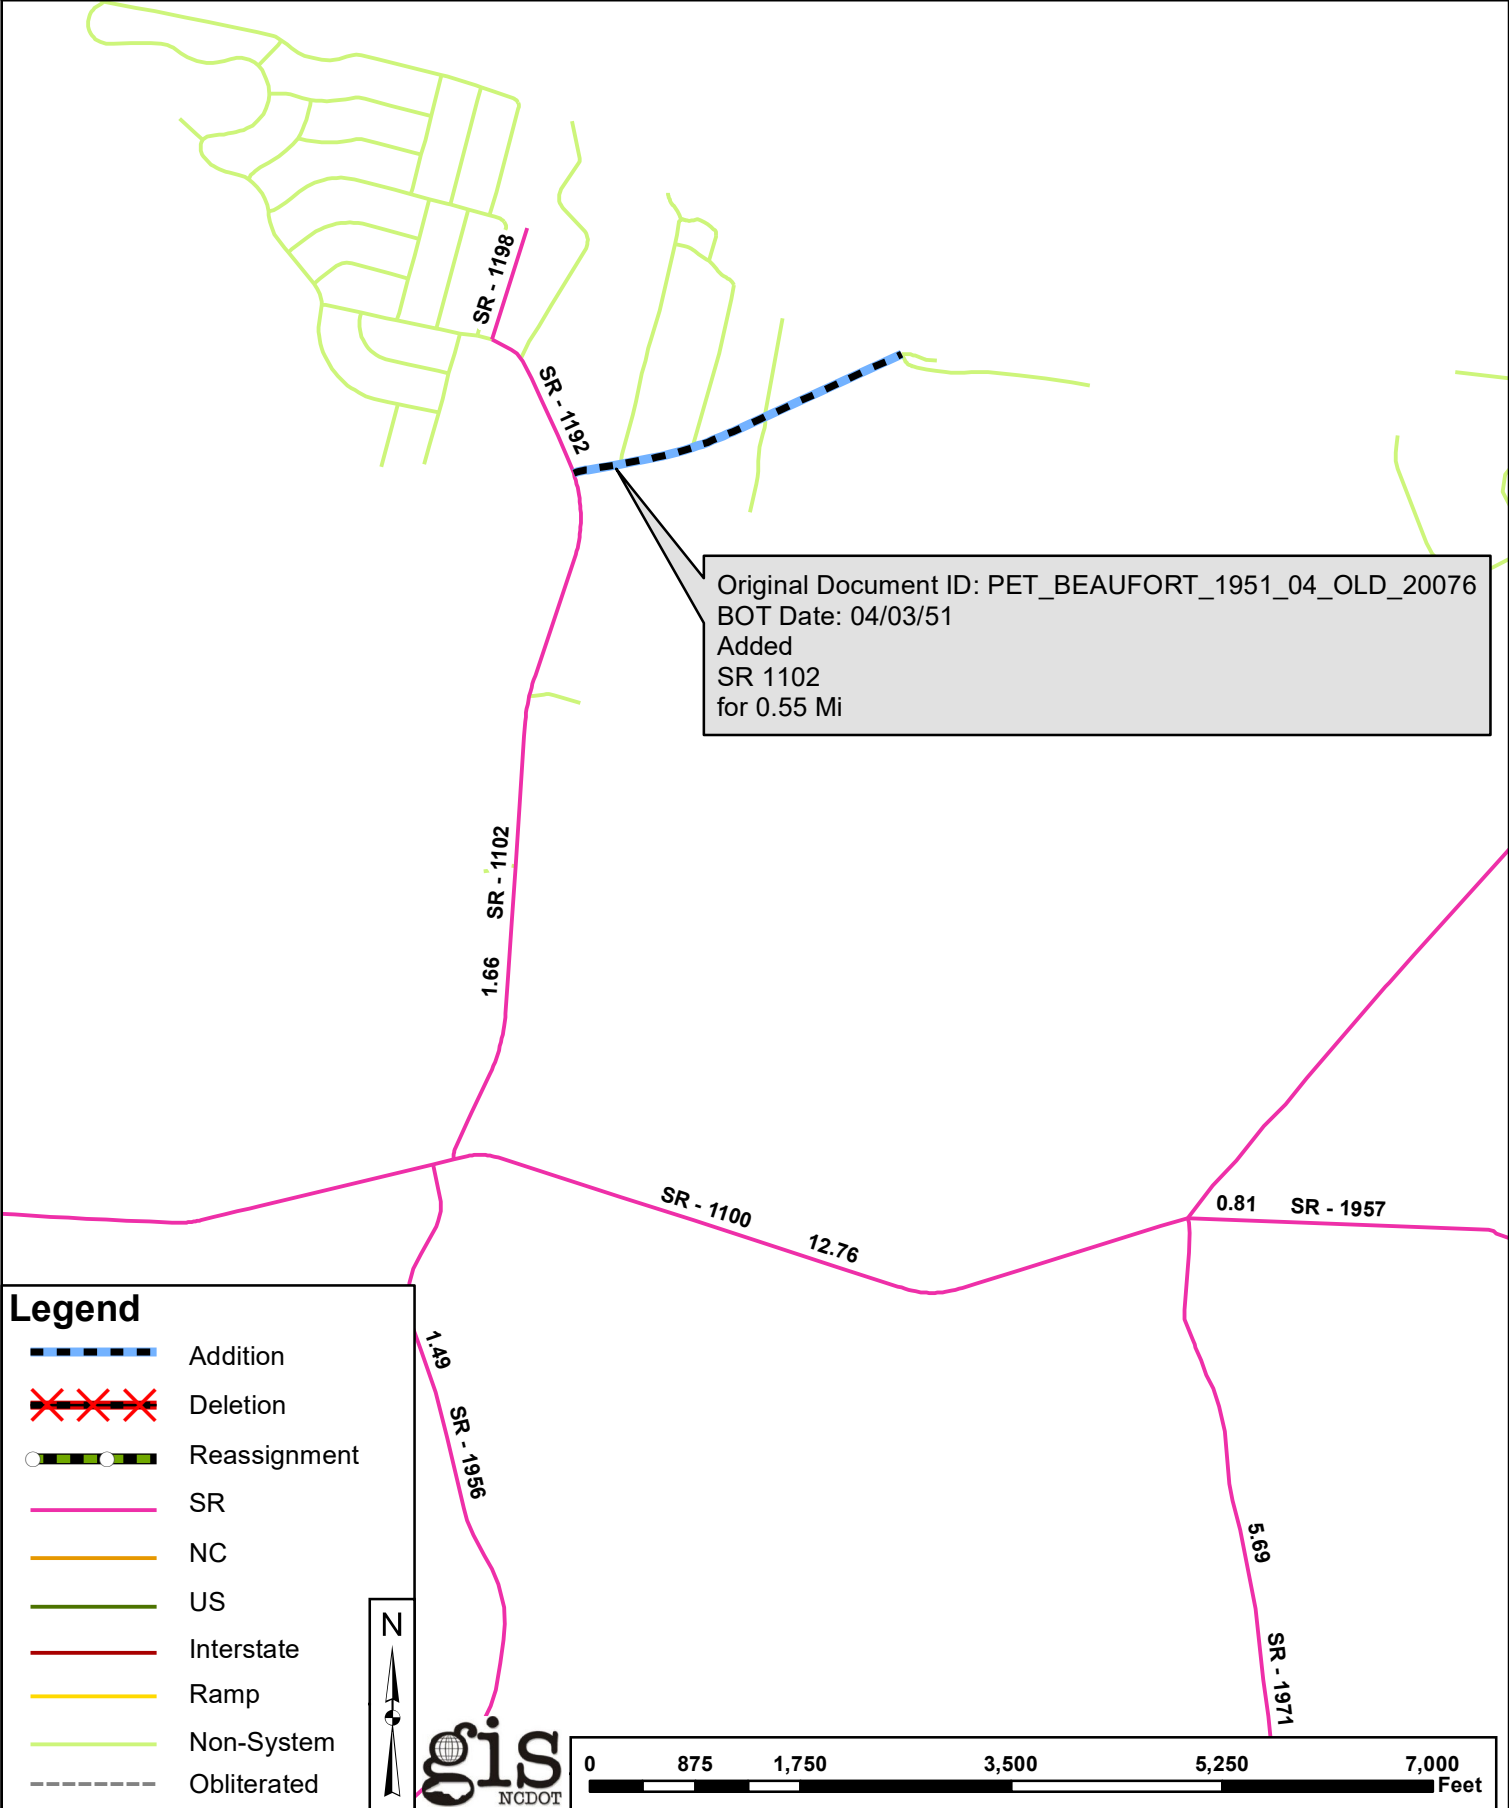 SR - 1198
SR - 1192
Original Document ID: PET_BEAUFORT_1951_04_OLD_20076
BOT Date: 04/03/51
Added
SR 1102
for 0.55 Mi
SR - 1102
1.66
SR - 1100
12.76
0.81 SR - 1957
1.49
SR - 1956
5.69
SR - 1971
Legend
Addition
Deletion
Reassignment
SR
NC
US
Interstate
Ramp
Non-System
Obliterated
N
gis
NCDOT
0 875 1,750 3,500 5,250 7,000
Feet